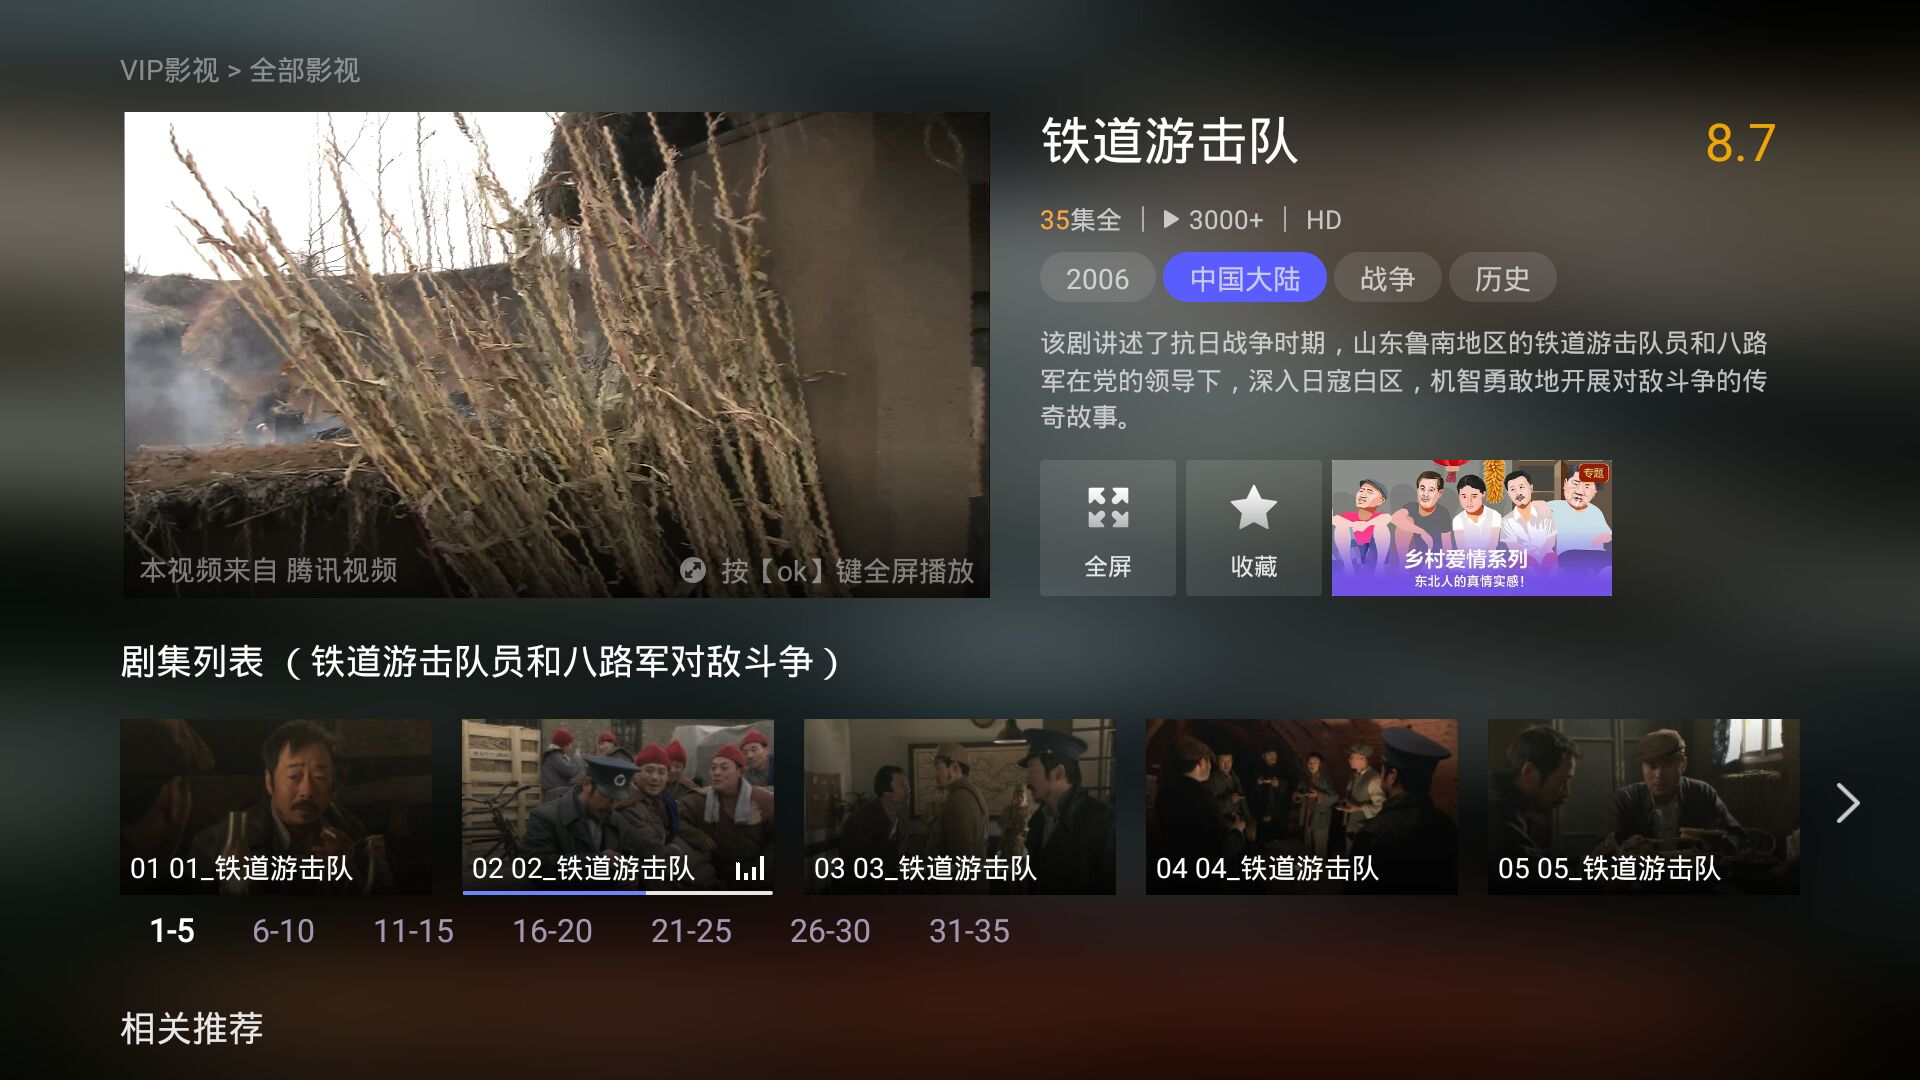 VIP影视 > 全部影视
本视频来自 腾讯视频
按【ok】键全屏播放
铁道游击队
8.7
35集全 | 3000+ | HD
2006 中国大陆 战争 历史
该剧讲述了抗日战争时期，山东鲁南地区的铁道游击队员和八路
军在党的领导下，深入日寇白区，机智勇敢地开展对敌斗争的传
奇故事。
全屏
收藏
专题
乡村爱情系列
东北人的真情实感！
剧集列表 （铁道游击队员和八路军对敌斗争）
01 01_铁道游击队
02 02_铁道游击队
03 03_铁道游击队
04 04_铁道游击队
05 05_铁道游击队
1-5 6-10 11-15 16-20 21-25 26-30 31-35
相关推荐